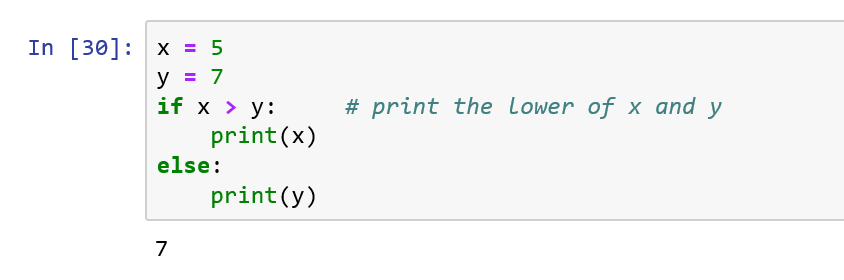 In [30]: x = 5
y = 7
if x > y:     # print the lower of x and y
    print(x)
else:
    print(y)
7